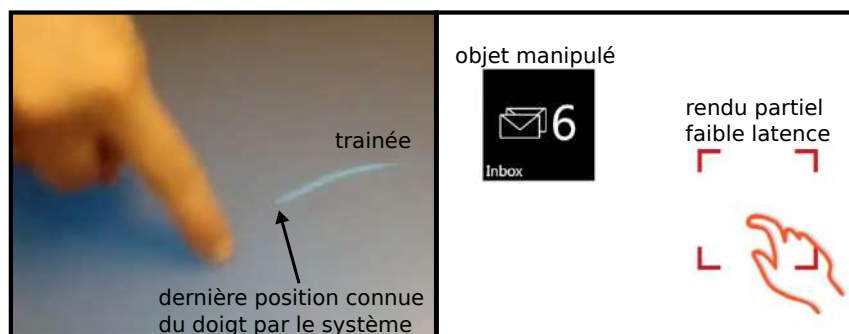 trainée
dernière position connue
du doigt par le système
objet manipulé
6
Inbox
rendu partiel
faible latence